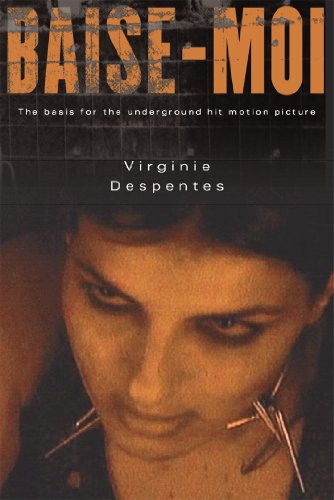 BAISE-MOI
The basis for the underground hit motion picture
Virginie
Despentes